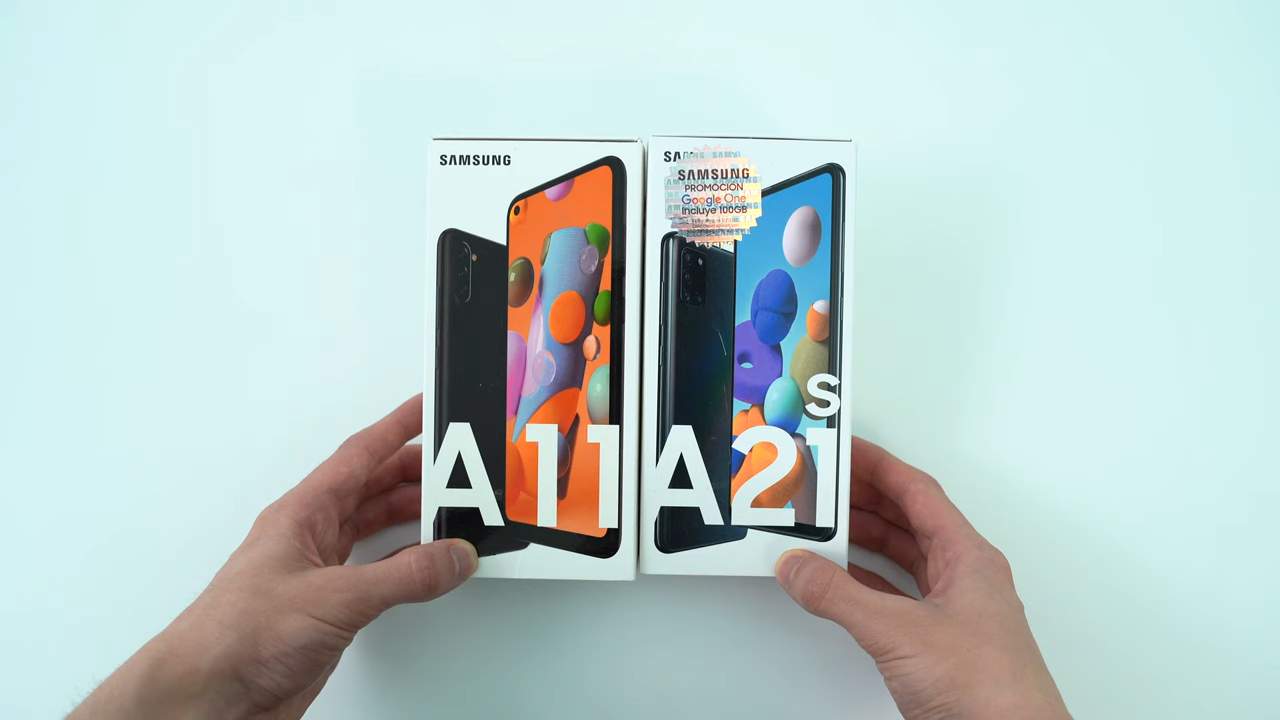 SAMSUNG
A11
SAMSUNG
PROMOCIÓN
Google One
Incluye 100GB
S
A21